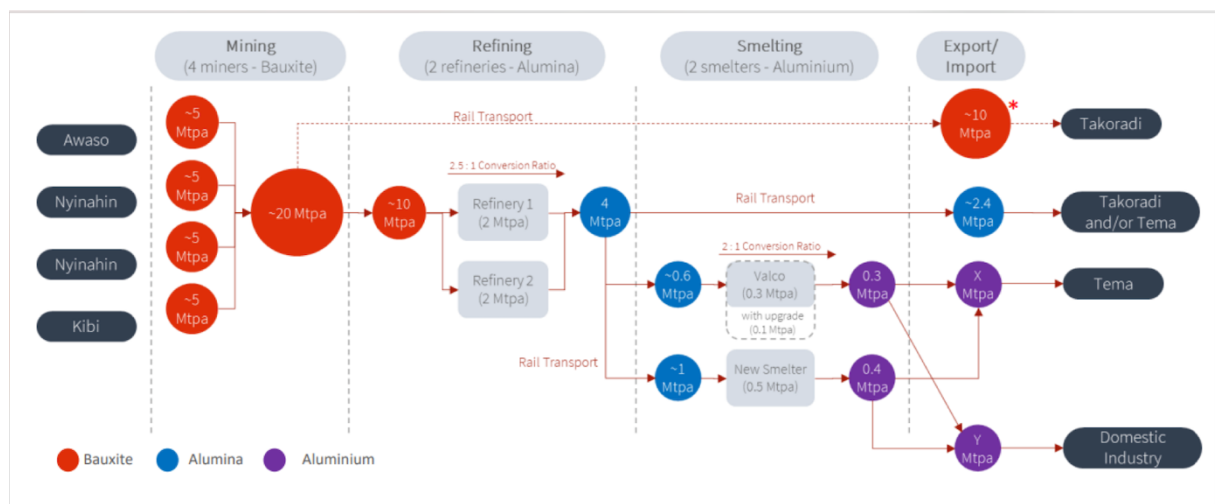 Mining
(4 miners - Bauxite)
Refining
(2 refineries - Alumina)
Smelting
(2 smelters - Aluminium)
Export/
Import
Awaso
Nyinahin
Nyinahin
Kibi
~5
Mtpa
~5
Mtpa
~5
Mtpa
~5
Mtpa
~20 Mtpa
Rail Transport
~10
Mtpa
*
Takoradi
~10
Mtpa
2.5 : 1 Conversion Ratio
Refinery 1
(2 Mtpa)
Refinery 2
(2 Mtpa)
4
Mtpa
Rail Transport
~2.4
Mtpa
Takoradi
and/or Tema
2 : 1 Conversion Ratio
~0.6
Mtpa
Valco
(0.3 Mtpa)
with upgrade
(0.1 Mtpa)
0.3
Mtpa
X
Mtpa
Tema
Rail Transport
~1
Mtpa
New Smelter
(0.5 Mtpa)
0.4
Mtpa
Y
Mtpa
Domestic
Industry
Bauxite
Alumina
Aluminium